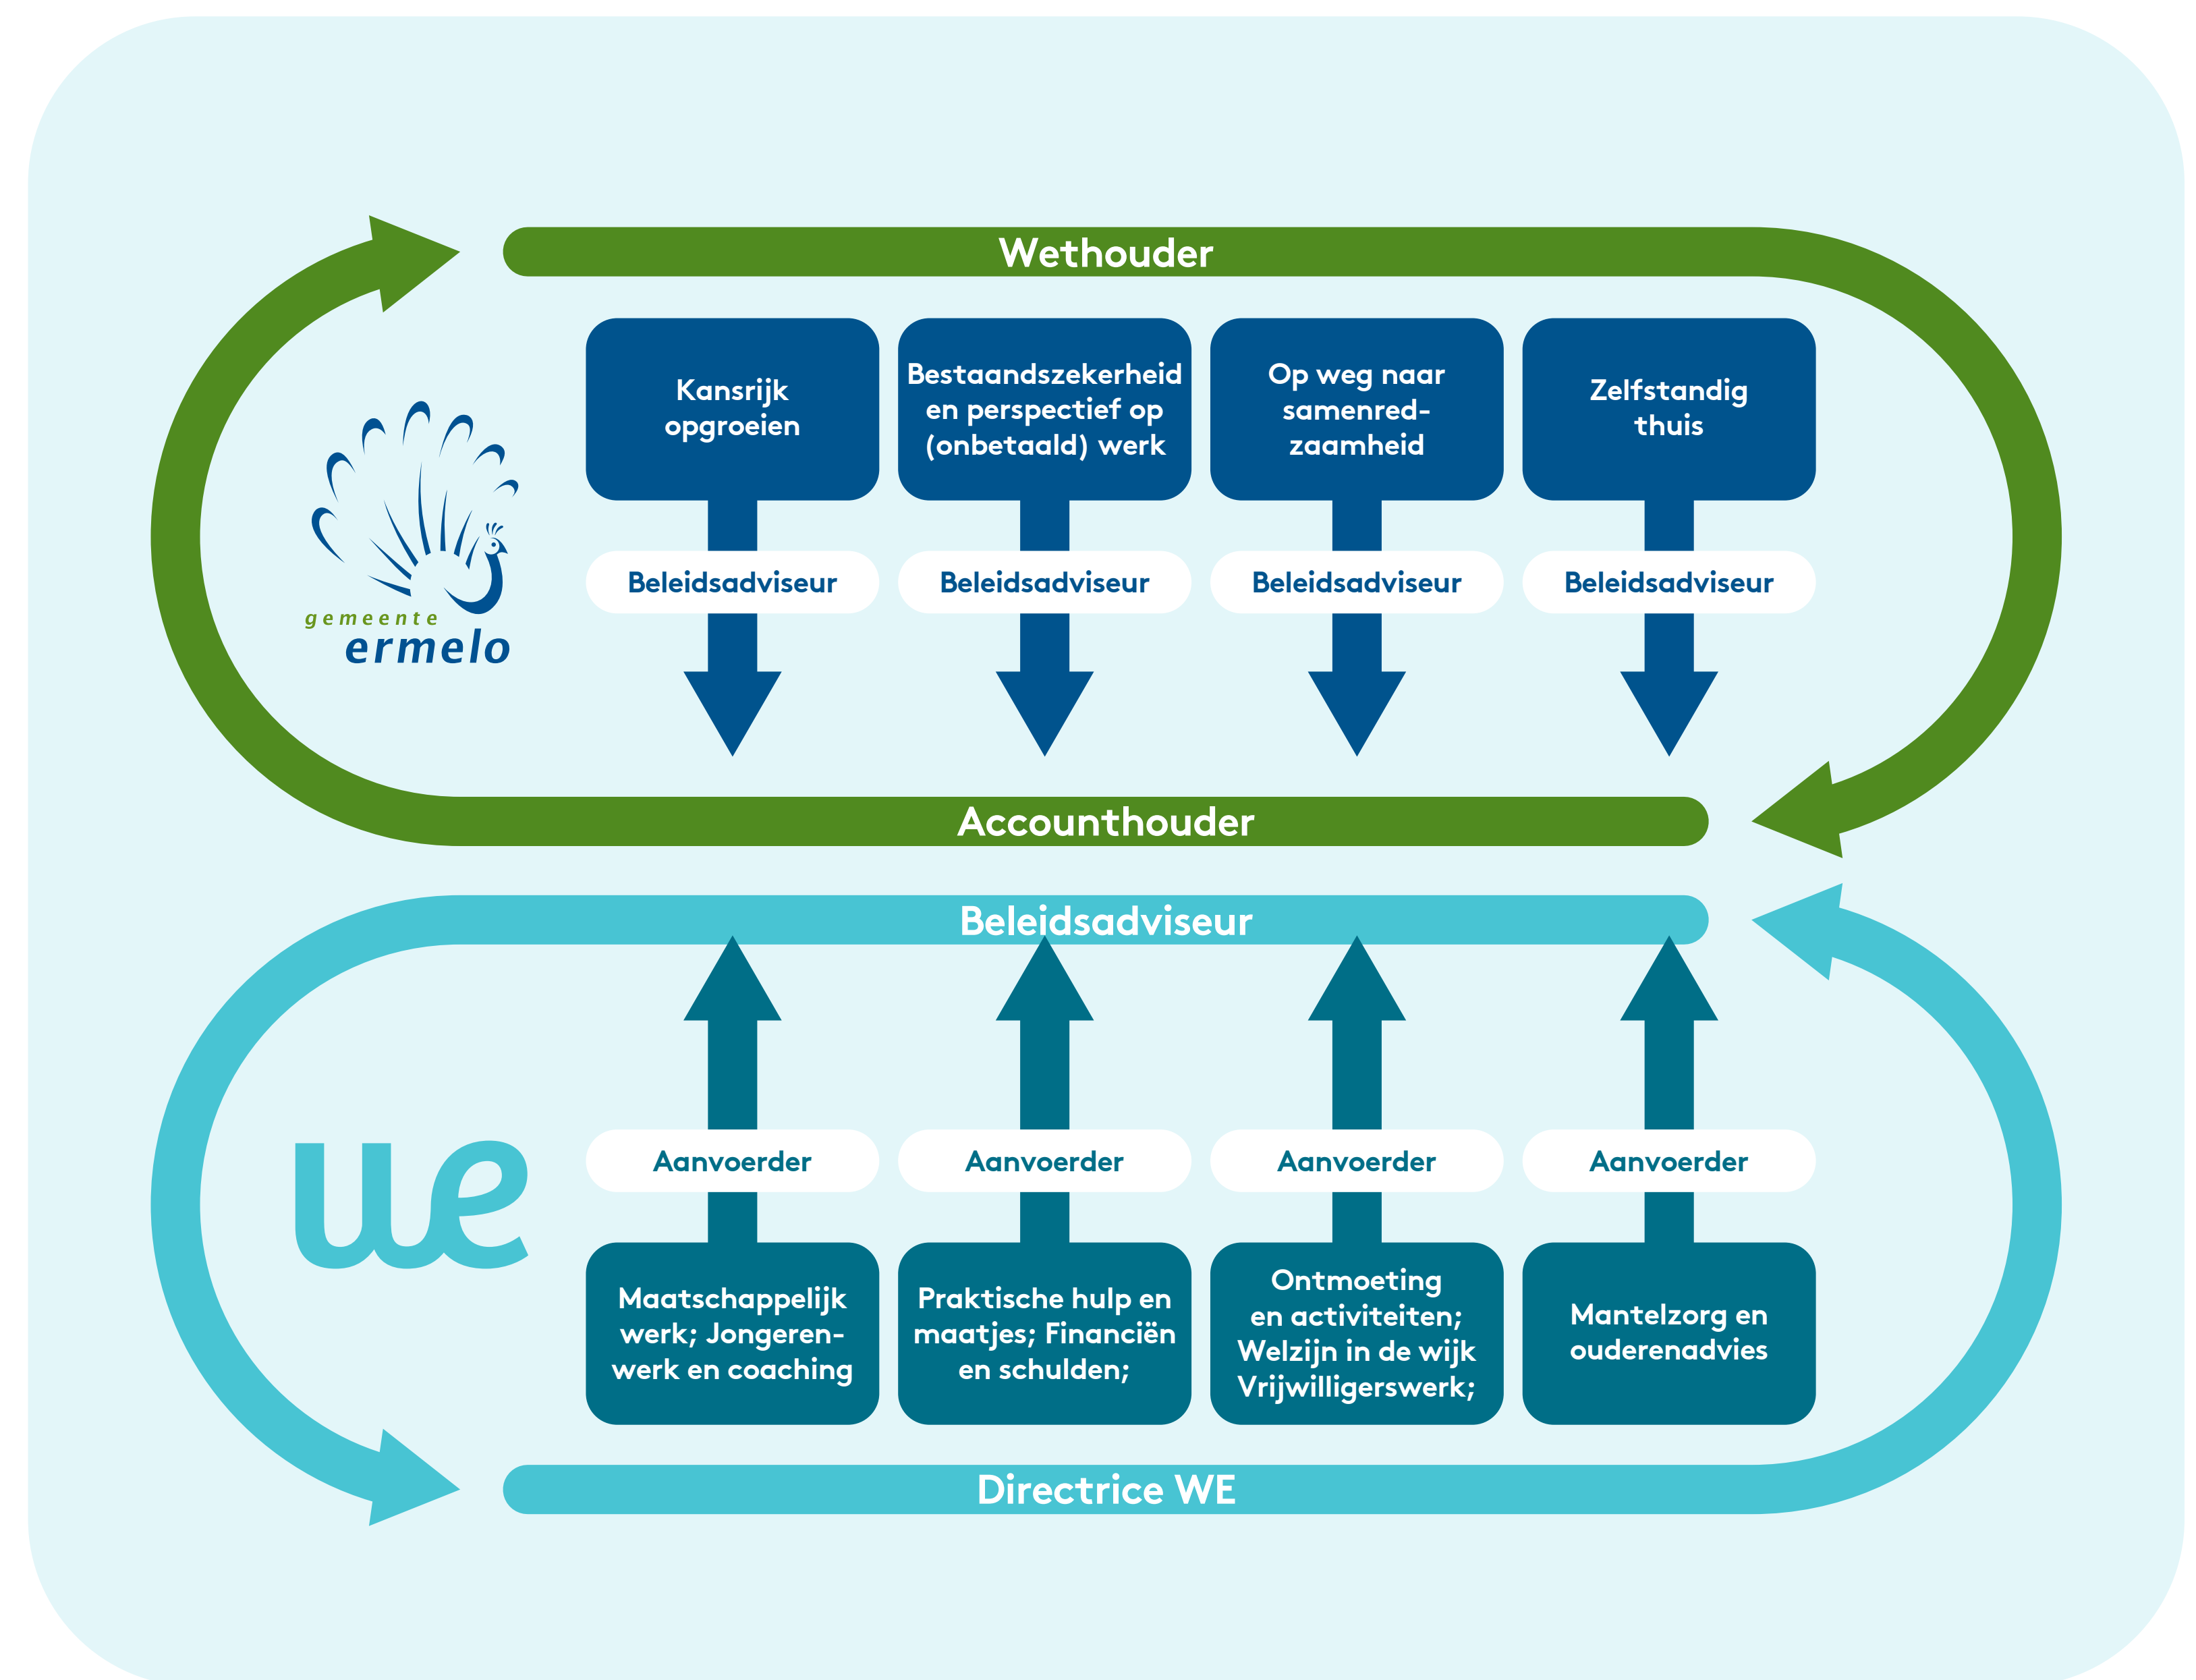 Wethouder
Kansrijk
opgroeien
Bestaandszekerheid
en perspectief op
(onbetaald) werk
Op weg naar
samenred-
zaamheid
Zelfstandig
thuis
gemeente
ermelo
Beleidsadviseur
Beleidsadviseur
Beleidsadviseur
Beleidsadviseur
Accounthouder
Beleidsadviseur
we
Aanvoerder
Aanvoerder
Aanvoerder
Aanvoerder
Maatschappelijk
werk; Jongeren-
werk en coaching
Praktische hulp en
maatjes; Financiën
en schulden;
Ontmoeting
en activiteiten;
Welzijn in de wijk
Vrijwilligerswerk;
Mantelzorg en
ouderenadvies
Directrice WE